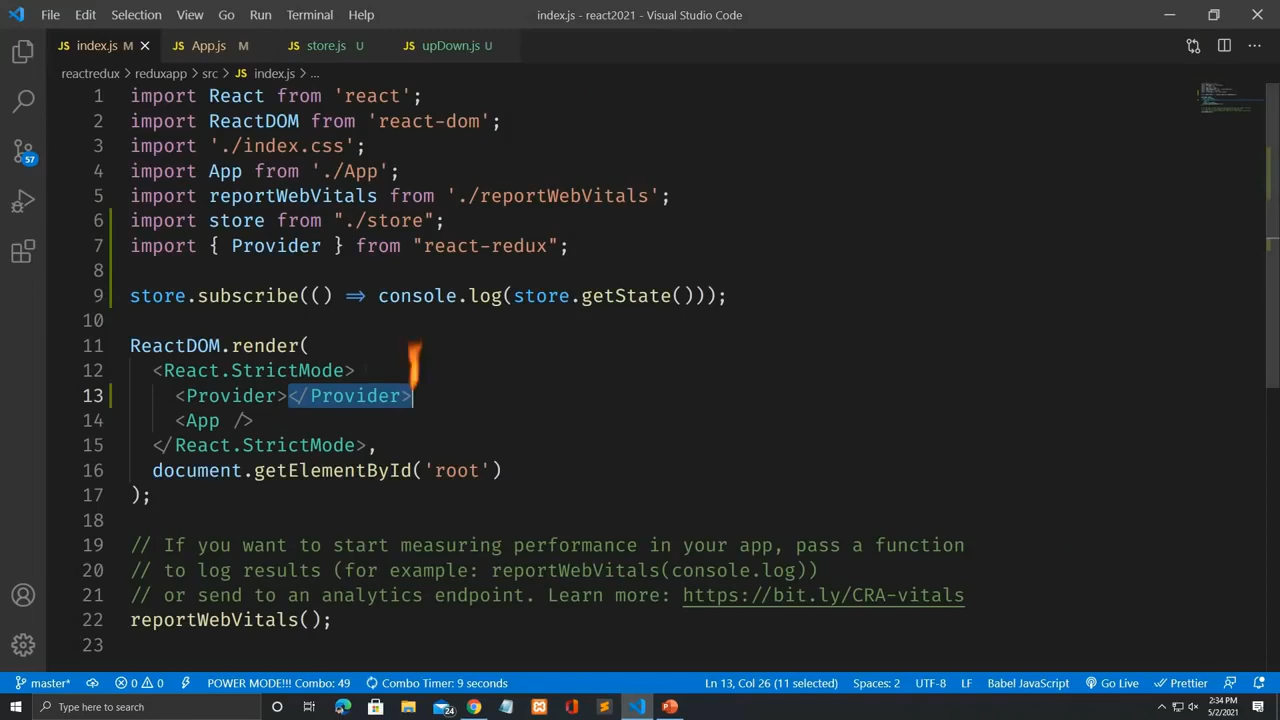 File Edit Selection View Go Run Terminal Help index.js - react2021 - Visual Studio Code
JS index.js M JS App.js M JS store.js U JS upDown.js U
reactredux > reduxapp > src > JS index.js > ...
1 import React from 'react';
2 import ReactDOM from 'react-dom';
3 import './index.css';
4 import App from './App';
5 import reportWebVitals from './reportWebVitals';
6 import store from "./store";
7 import { Provider } from "react-redux";
8
9 store.subscribe(() => console.log(store.getState()));
10
11 ReactDOM.render(
12 <React.StrictMode>
13 <Provider></Provider>
14 <App />
15 </React.StrictMode>,
16 document.getElementById('root')
17 );
18
19 // If you want to start measuring performance in your app, pass a function
20 // to log results (for example: reportWebVitals(console.log))
21 // or send to an analytics endpoint. Learn more: https://bit.ly/CRA-vitals
22 reportWebVitals();
23
57
master* 0 0 POWER MODE!!! Combo: 49 Combo Timer: 9 seconds Ln 13, Col 26 (11 selected) Spaces: 2 UTF-8 LF Babel JavaScript Go Live Prettier
Type here to search 24 2:34 PM
5/2/2021